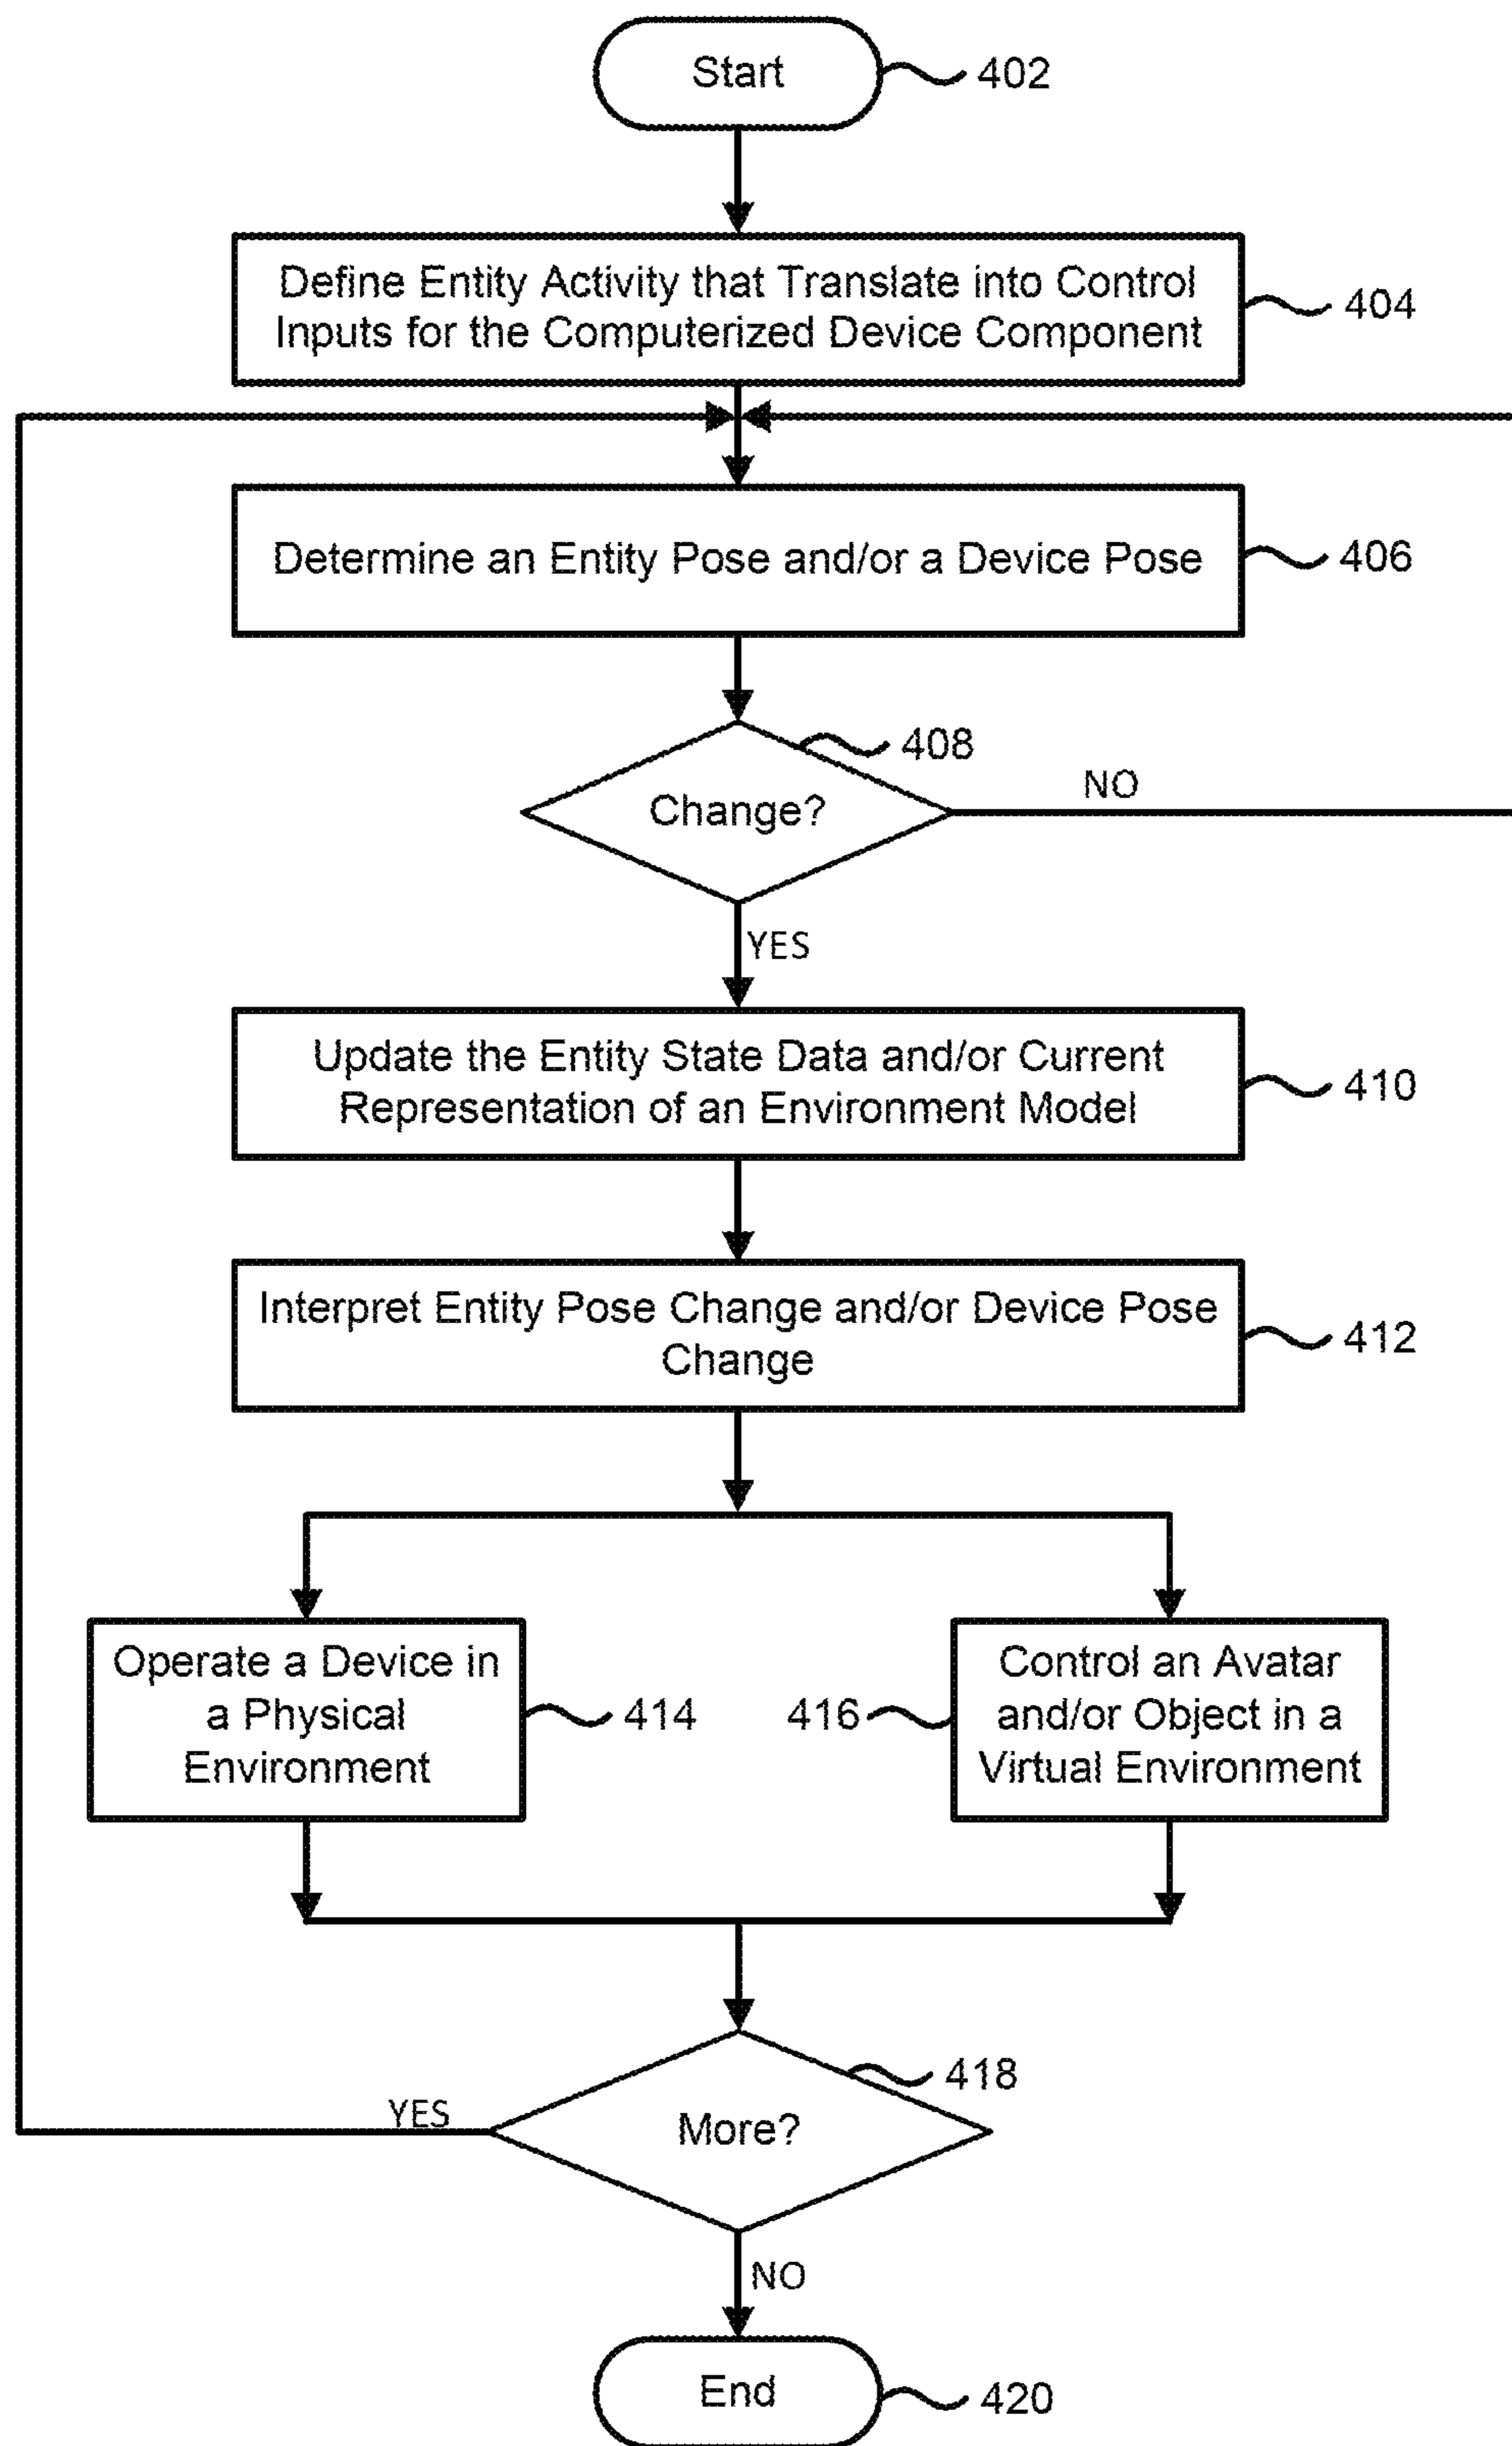 Start
402
Define Entity Activity that Translate into Control
Inputs for the Computerized Device Component
404
Determine an Entity Pose and/or a Device Pose
406
408
Change?
NO
YES
Update the Entity State Data and/or Current
Representation of an Environment Model
410
Interpret Entity Pose Change and/or Device Pose
Change
412
Operate a Device in
a Physical
Environment
414
416
Control an Avatar
and/or Object in a
Virtual Environment
418
More?
YES
NO
End
420